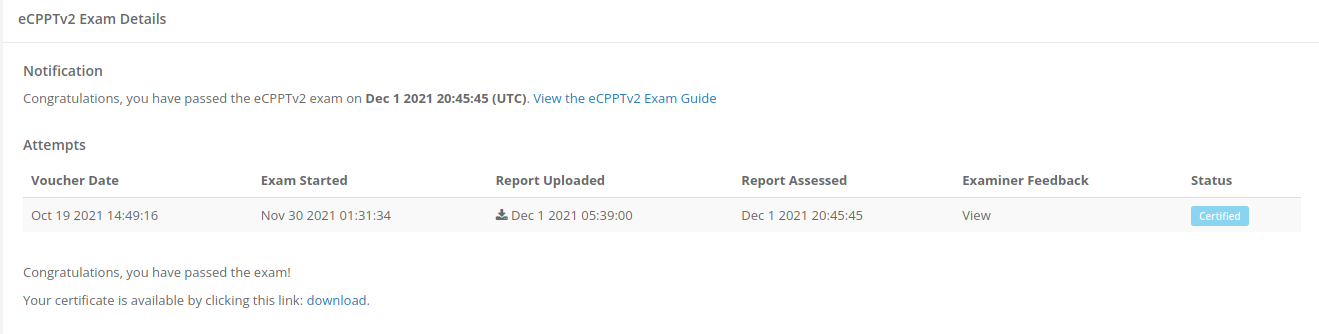 eCPPTv2 Exam Details
Notification
Congratulations, you have passed the eCPPTv2 exam on Dec 1 2021 20:45:45 (UTC). View the eCPPTv2 Exam Guide
Attempts
Voucher Date Exam Started Report Uploaded Report Assessed Examiner Feedback Status
Oct 19 2021 14:49:16 Nov 30 2021 01:31:34 Dec 1 2021 05:39:00 Dec 1 2021 20:45:45 View Certified
Congratulations, you have passed the exam!
Your certificate is available by clicking this link: download.